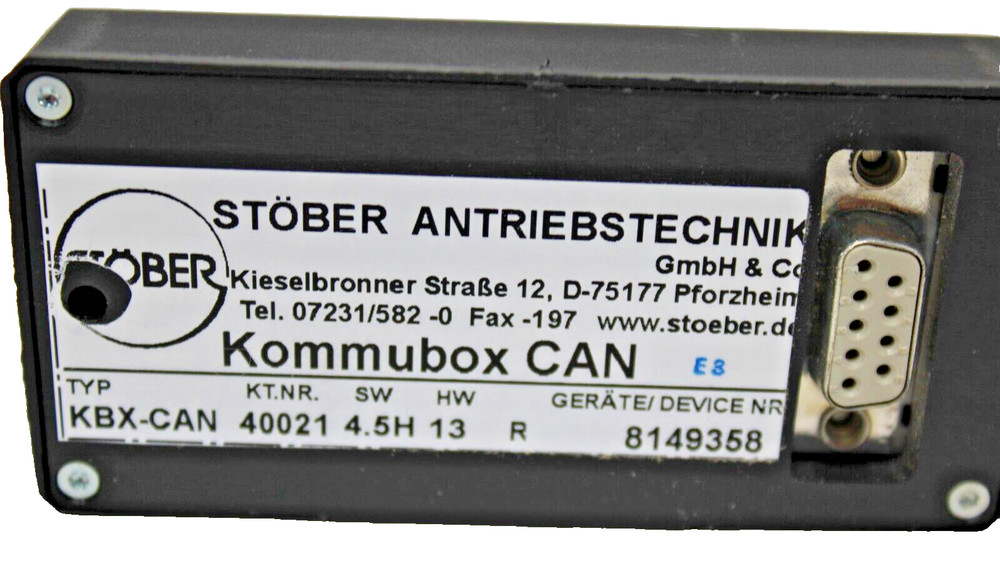 STÖBER
STÖBER ANTRIEBSTECHNIK
GmbH & Co
Kieselbronner Straße 12, D-75177 Pforzheim
Tel. 07231/582 -0 Fax -197 www.stoeber.de
Kommubox CAN E3
TYP KT.NR. SW HW GERÄTE/ DEVICE NR
KBX-CAN 40021 4.5H 13 R 8149358